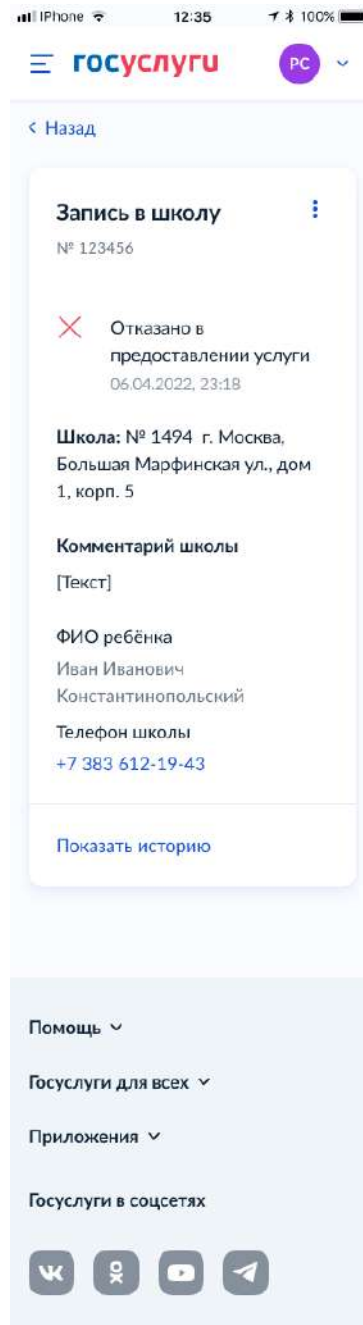 IPhone 12:35 100%
госуслуги РС
Назад
Запись в школу
№ 123456
Отказано в
предоставлении услуги
06.04.2022, 23:18
Школа: № 1494 г. Москва,
Большая Марфинская ул., дом
1, корп. 5
Комментарий школы
[Текст]
ФИО ребёнка
Иван Иванович
Константинопольский
Телефон школы
+7 383 612-19-43
Показать историю
Помощь
Госуслуги для всех
Приложения
Госуслуги в соцсетях